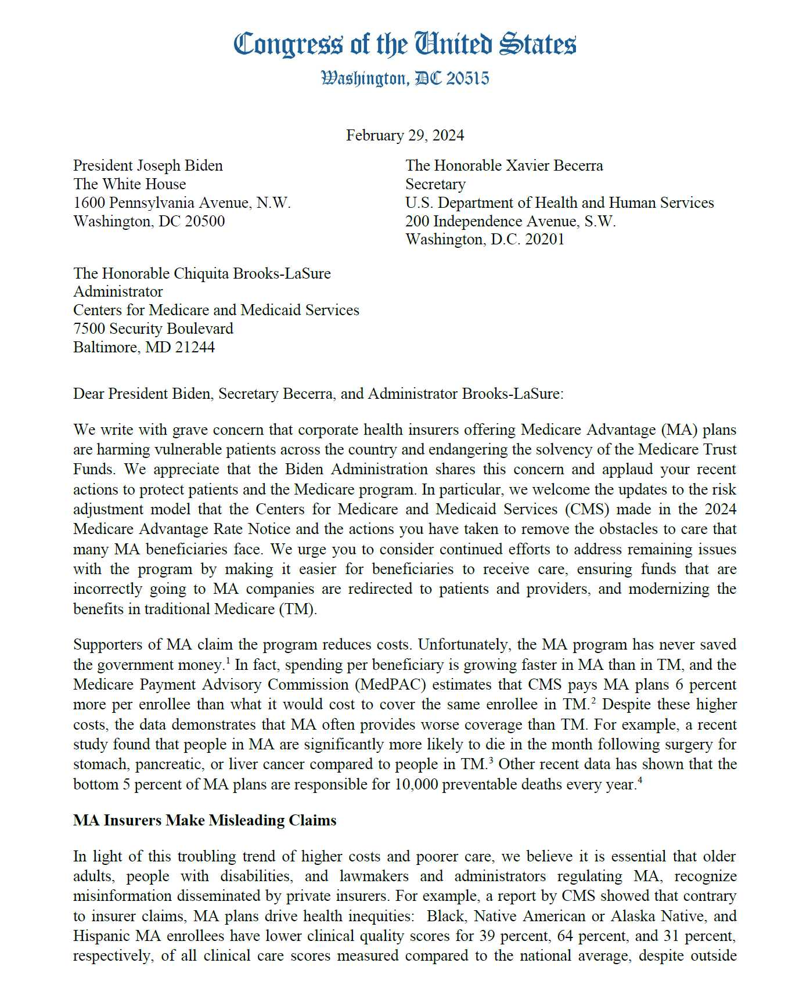 Congress of the United States
Washington, DC 20515
February 29, 2024
President Joseph Biden
The White House
1600 Pennsylvania Avenue, N.W.
Washington, DC 20500
The Honorable Xavier Becerra
Secretary
U.S. Department of Health and Human Services
200 Independence Avenue, S.W.
Washington, D.C. 20201
The Honorable Chiquita Brooks-LaSure
Administrator
Centers for Medicare and Medicaid Services
7500 Security Boulevard
Baltimore, MD 21244
Dear President Biden, Secretary Becerra, and Administrator Brooks-LaSure:
We write with grave concern that corporate health insurers offering Medicare Advantage (MA) plans
are harming vulnerable patients across the country and endangering the solvency of the Medicare Trust
Funds. We appreciate that the Biden Administration shares this concern and applaud your recent
actions to protect patients and the Medicare program. In particular, we welcome the updates to the risk
adjustment model that the Centers for Medicare and Medicaid Services (CMS) made in the 2024
Medicare Advantage Rate Notice and the actions you have taken to remove the obstacles to care that
many MA beneficiaries face. We urge you to consider continued efforts to address remaining issues
with the program by making it easier for beneficiaries to receive care, ensuring funds that are
incorrectly going to MA companies are redirected to patients and providers, and modernizing the
benefits in traditional Medicare (TM).
Supporters of MA claim the program reduces costs. Unfortunately, the MA program has never saved
the government money.1 In fact, spending per beneficiary is growing faster in MA than in TM, and the
Medicare Payment Advisory Commission (MedPAC) estimates that CMS pays MA plans 6 percent
more per enrollee than what it would cost to cover the same enrollee in TM.2 Despite these higher
costs, the data demonstrates that MA often provides worse coverage than TM. For example, a recent
study found that people in MA are significantly more likely to die in the month following surgery for
stomach, pancreatic, or liver cancer compared to people in TM.3 Other recent data has shown that the
bottom 5 percent of MA plans are responsible for 10,000 preventable deaths every year.4
MA Insurers Make Misleading Claims
In light of this troubling trend of higher costs and poorer care, we believe it is essential that older
adults, people with disabilities, and lawmakers and administrators regulating MA, recognize
misinformation disseminated by private insurers. For example, a report by CMS showed that contrary
to insurer claims, MA plans drive health inequities: Black, Native American or Alaska Native, and
Hispanic MA enrollees have lower clinical quality scores for 39 percent, 64 percent, and 31 percent,
respectively, of all clinical care scores measured compared to the national average, despite outside